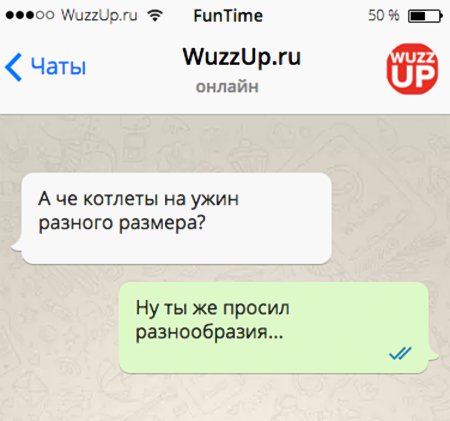 WuzzUp.ru FunTime 50 %
Чаты WuzzUp.ru
WUZZ
UP
онлайн
А че котлеты на ужин
разного размера?
Ну ты же просил
разнообразия...